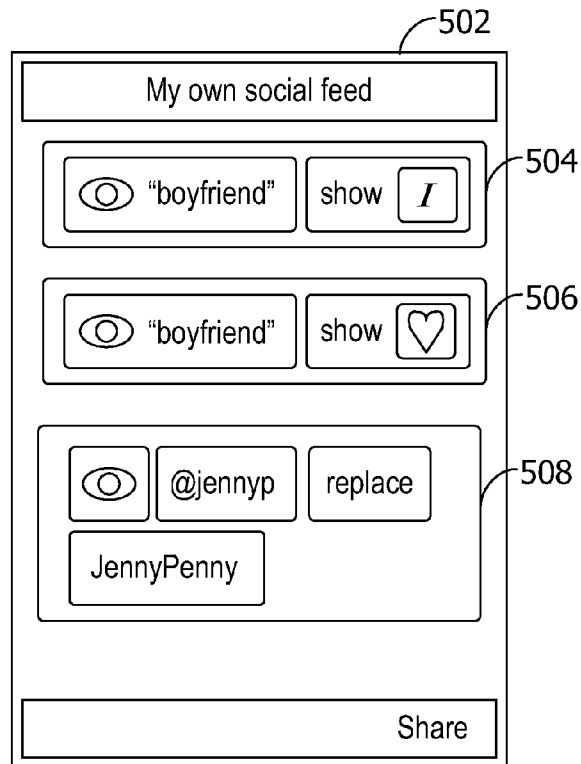 502
My own social feed
"boyfriend" show I
504
"boyfriend" show
506
@jennyp replace
508
JennyPenny
Share